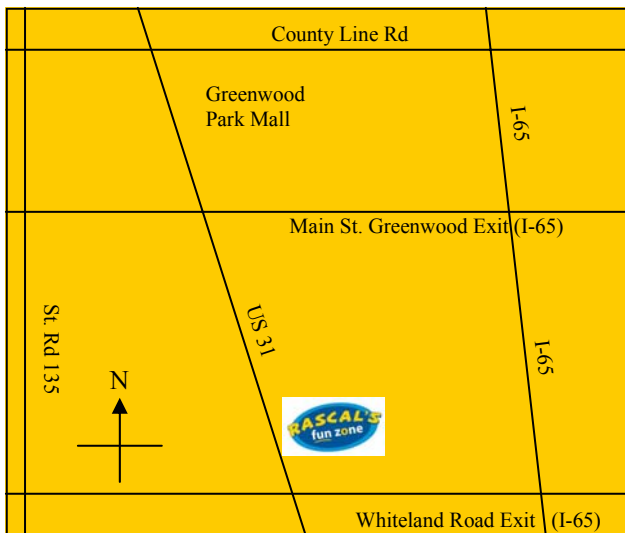 County Line Rd
Greenwood
Park Mall
I-65
Main St. Greenwood Exit (I-65)
St. Rd 135
US 31
I-65
N
RASCAL'S
fun zone
Whiteland Road Exit (I-65)